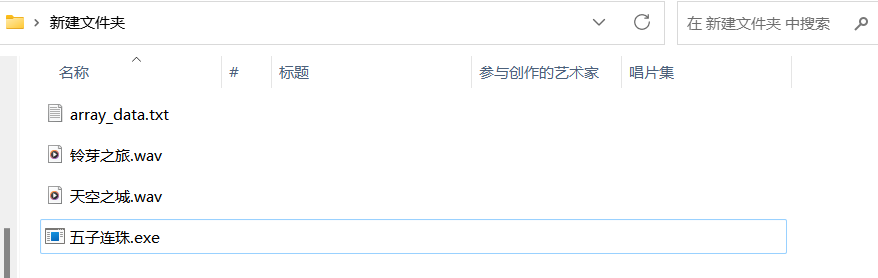 新建文件夹
在 新建文件夹 中搜索
名称 # 标题 参与创作的艺术家 唱片集
array_data.txt
铃芽之旅.wav
天空之城.wav
五子连珠.exe